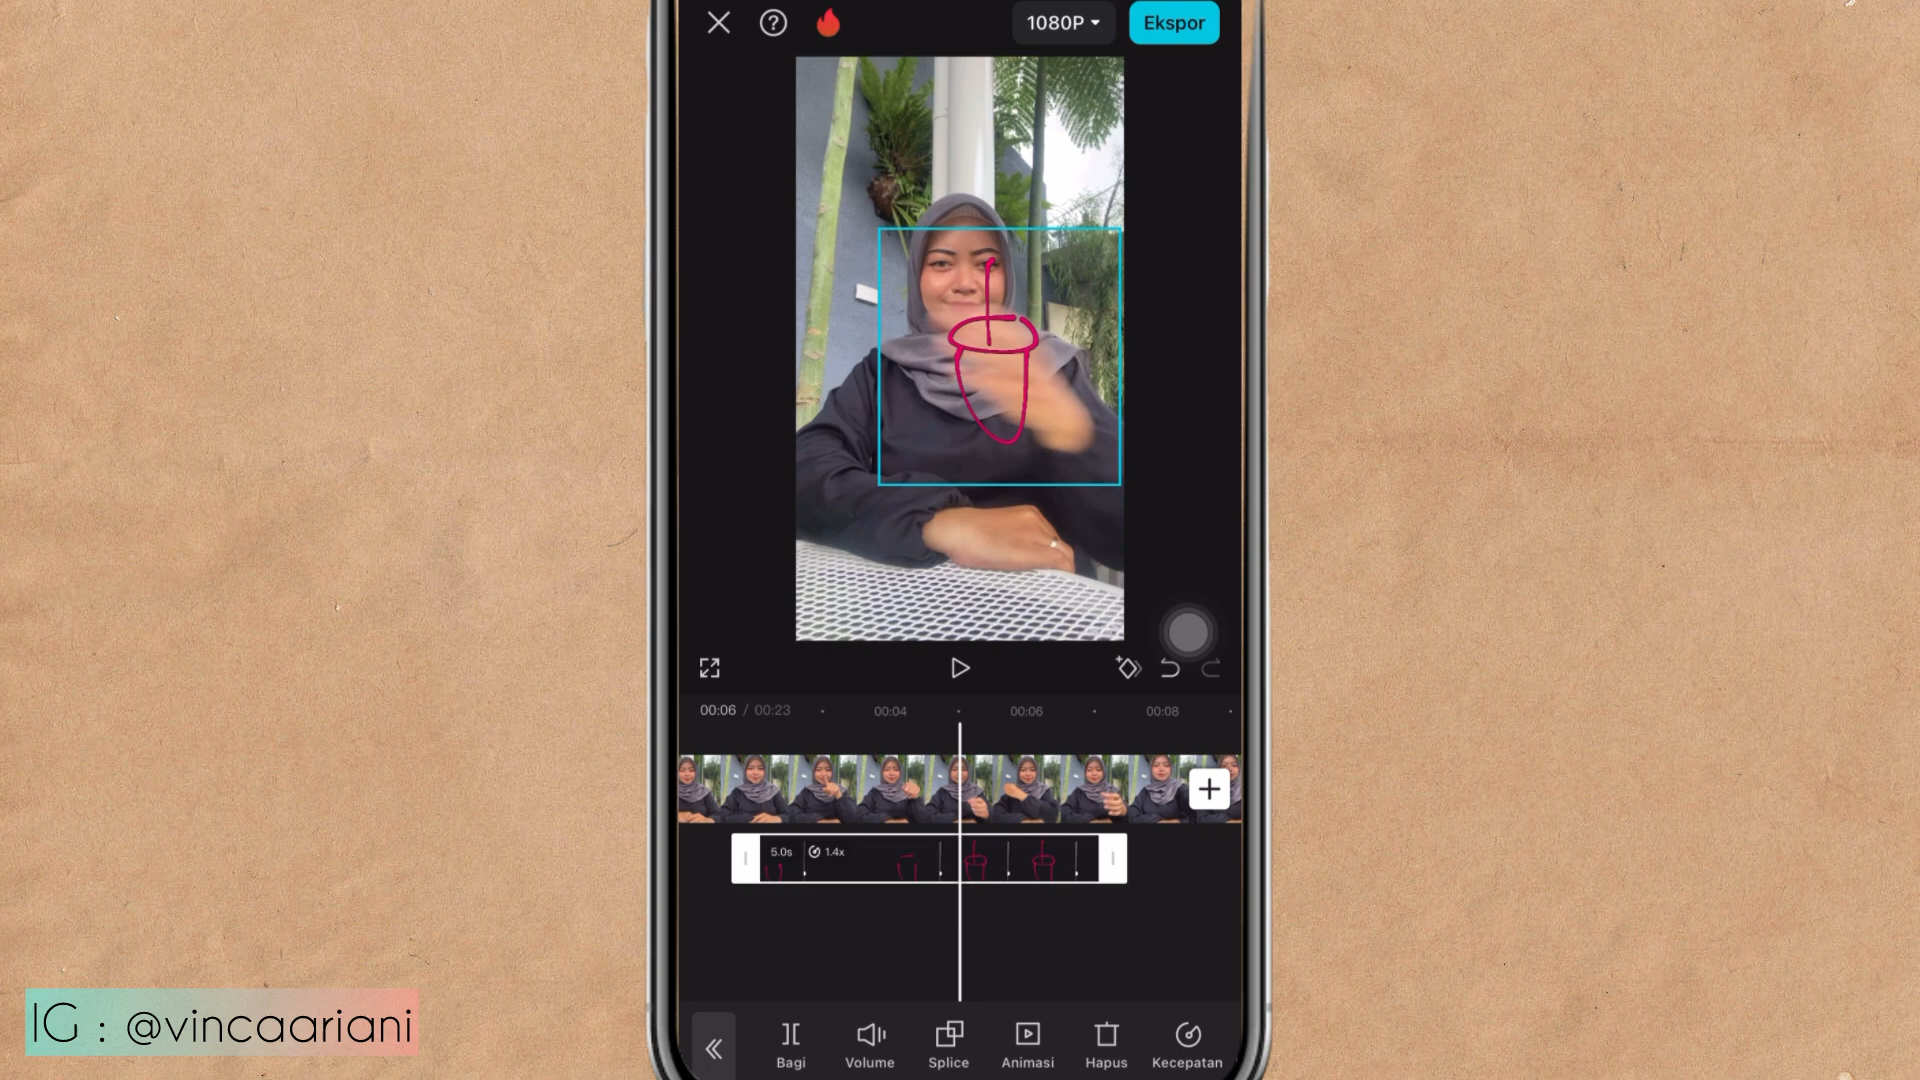 1080P
Ekspor
00:06 / 00:23
00:04
00:06
00:08
5.0s 1.4x
Bagi
Volume
Splice
Animasi
Hapus
Kecepatan
IG : @vincaariani